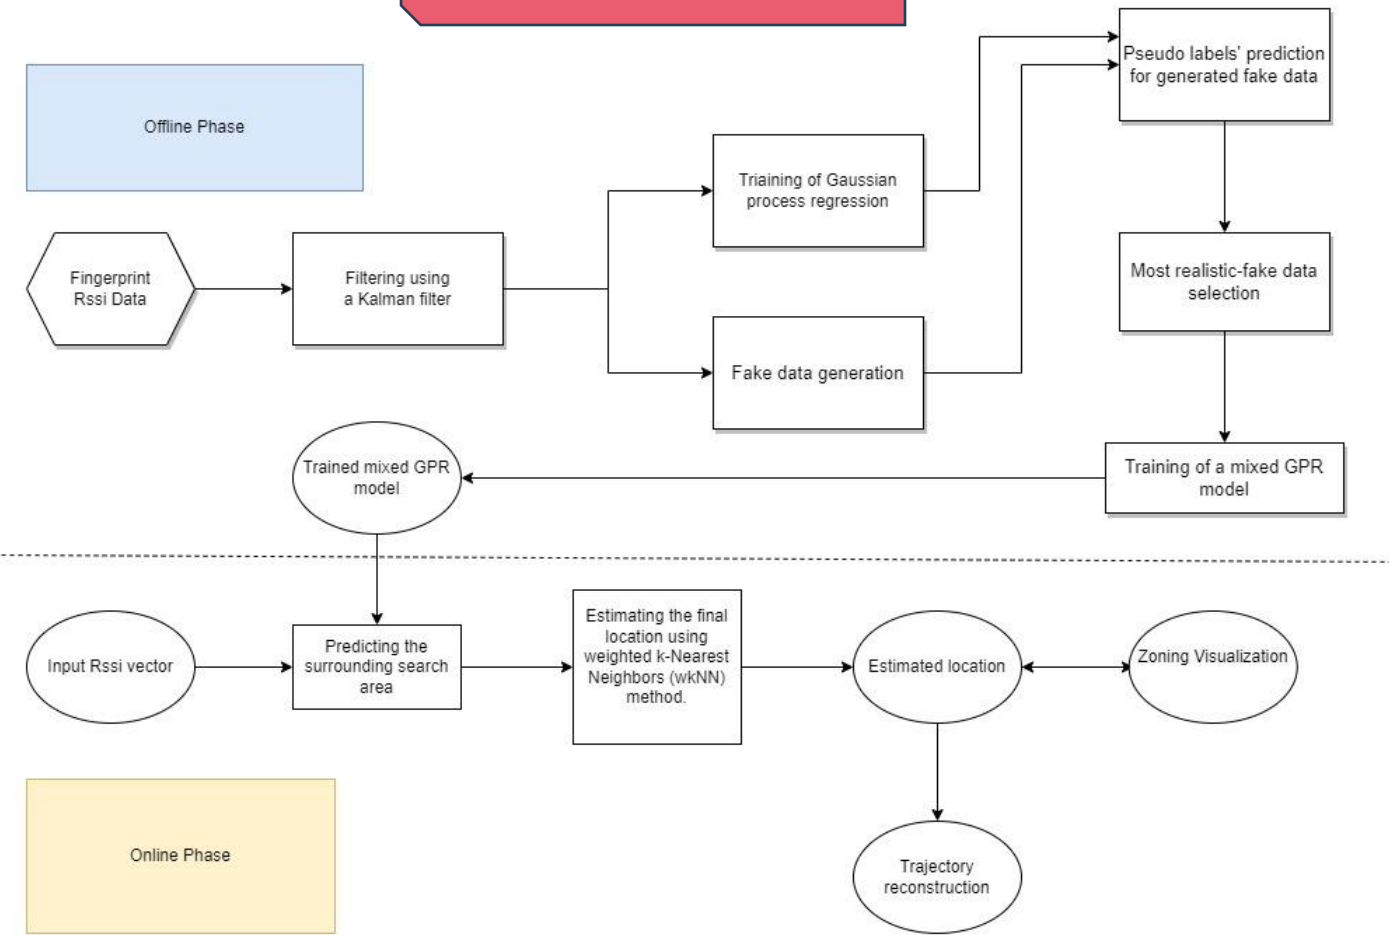 Pseudo labels' prediction
for generated fake data
Offline Phase
Triaining of Gaussian
process regression
Fingerprint
Rssi Data
Filtering using
a Kalman filter
Most realistic-fake data
selection
Fake data generation
Trained mixed GPR
model
Training of a mixed GPR
model
Input Rssi vector
Predicting the
surrounding search
area
Estimating the final
location using
weighted k-Nearest
Neighbors (wkNN)
method.
Estimated location
Zoning Visualization
Online Phase
Trajectory
reconstruction